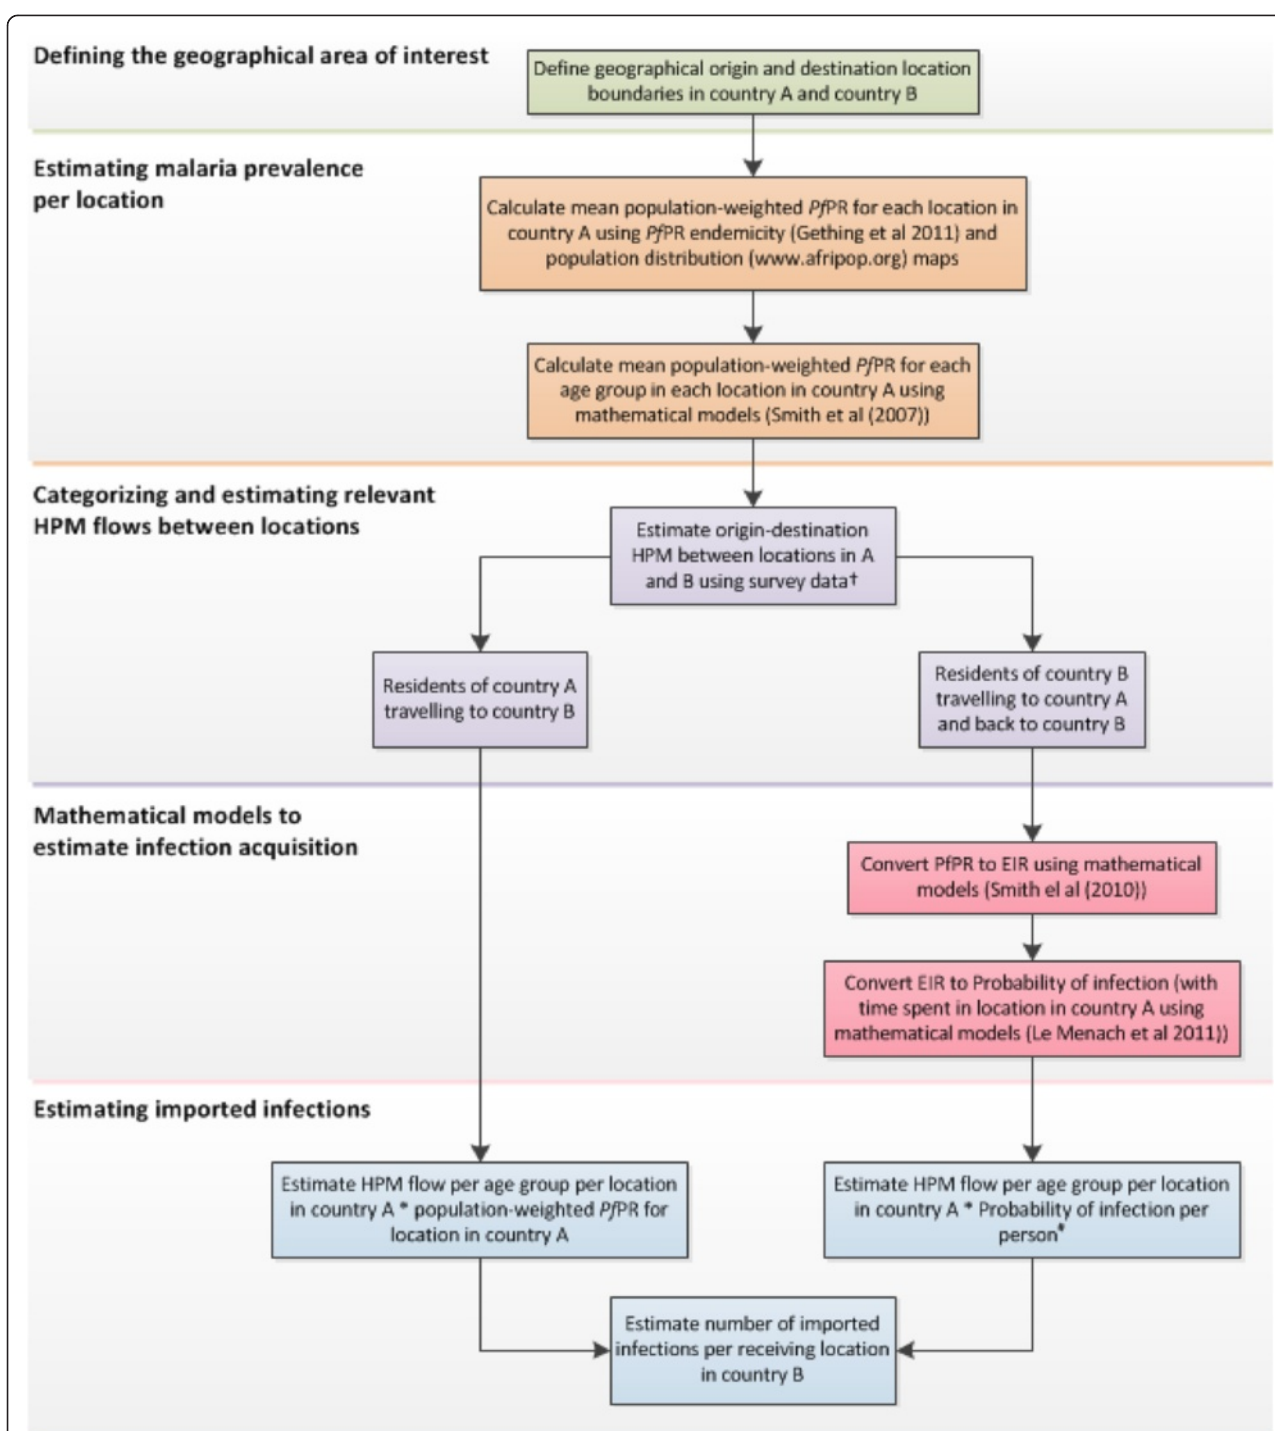 Defining the geographical area of interest
Define geographical origin and destination location
boundaries in country A and country B
Estimating malaria prevalence
per location
Calculate mean population-weighted PfPR for each location in
country A using PfPR endemicity (Gething et al 2011) and
population distribution (www.afripop.org) maps
Calculate mean population-weighted PfPR for each
age group in each location in country A using
mathematical models (Smith et al (2007))
Categorizing and estimating relevant
HPM flows between locations
Estimate origin-destination
HPM between locations in A
and B using survey data†
Residents of country A
travelling to country B
Residents of country B
travelling to country A
and back to country B
Mathematical models to
estimate infection acquisition
Convert PfPR to EIR using mathematical
models (Smith el al (2010))
Convert EIR to Probability of infection (with
time spent in location in country A using
mathematical models (Le Menach et al 2011))
Estimating imported infections
Estimate HPM flow per age group per location
in country A * population-weighted PfPR for
location in country A
Estimate HPM flow per age group per location
in country A * Probability of infection per
person#
Estimate number of imported
infections per receiving location
in country B